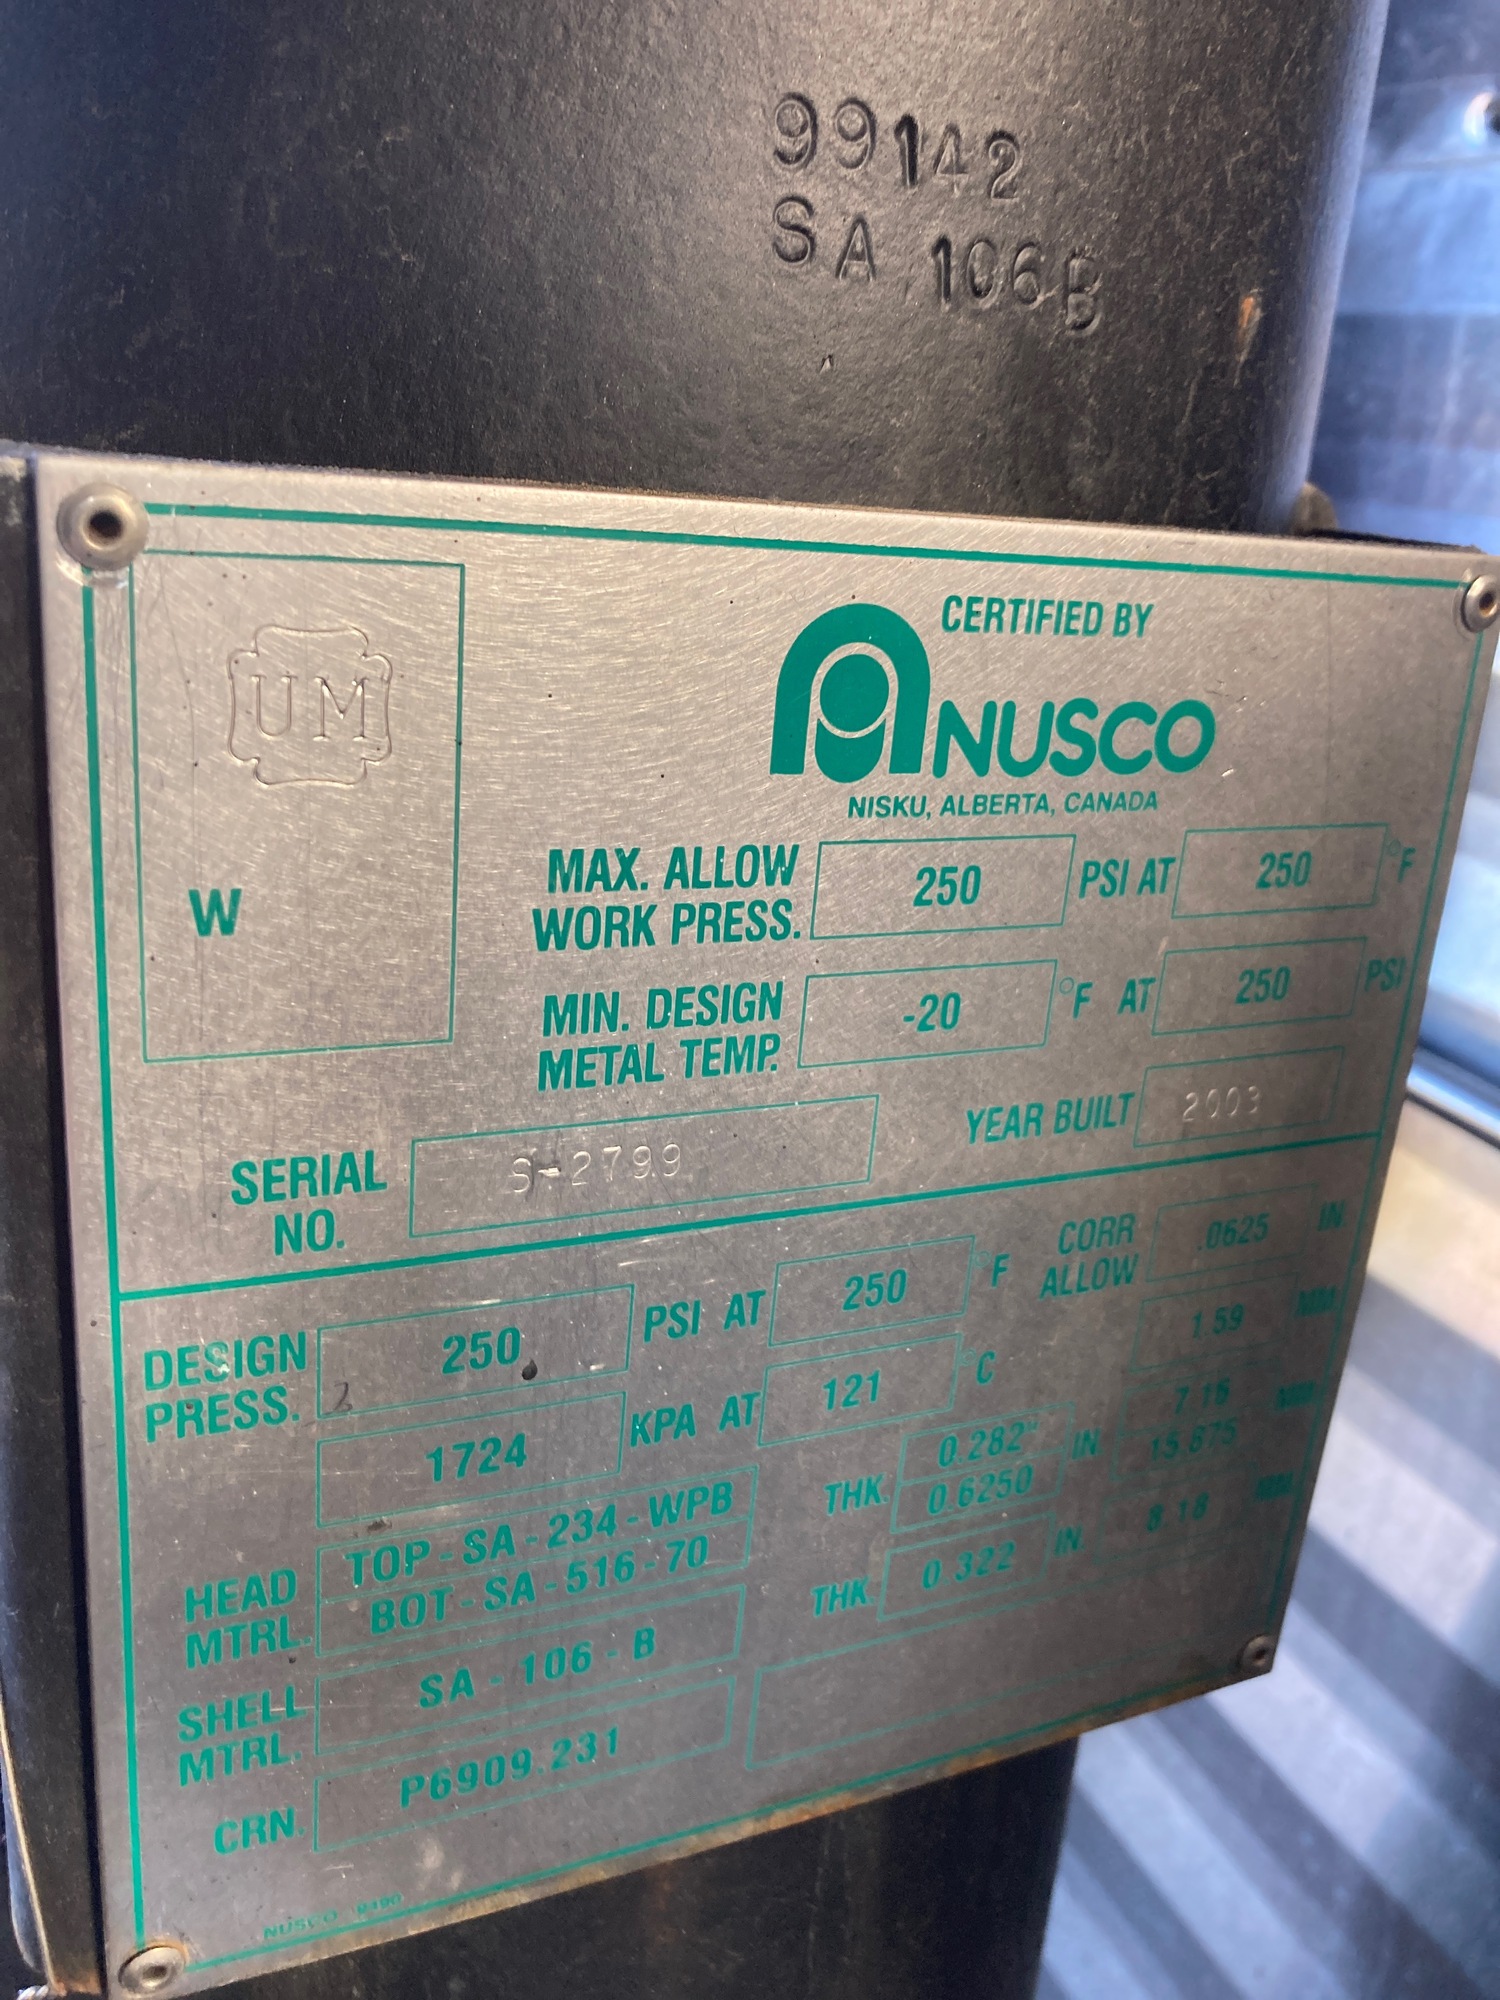 99142
SA 106B
UM
W
CERTIFIED BY
NUSCO
NISKU, ALBERTA, CANADA
MAX. ALLOW WORK PRESS. 250 PSI AT 250 °F
MIN. DESIGN METAL TEMP. -20 °F AT 250 PSI
SERIAL NO. S-2799
YEAR BUILT 2003
DESIGN PRESS. 250 PSI AT 250 °F
1724 KPA AT 121 °C
CORR ALLOW .0625 IN
1.59 MM
HEAD MTRL. TOP-SA-234-WPB
BOT-SA-516-70
THK. 0.282" IN 7.16 MM
0.6250 15.875
SHELL MTRL. SA-106-B
THK. 0.322 IN. 8.18 MM
CRN. P6909.231
NUSCO